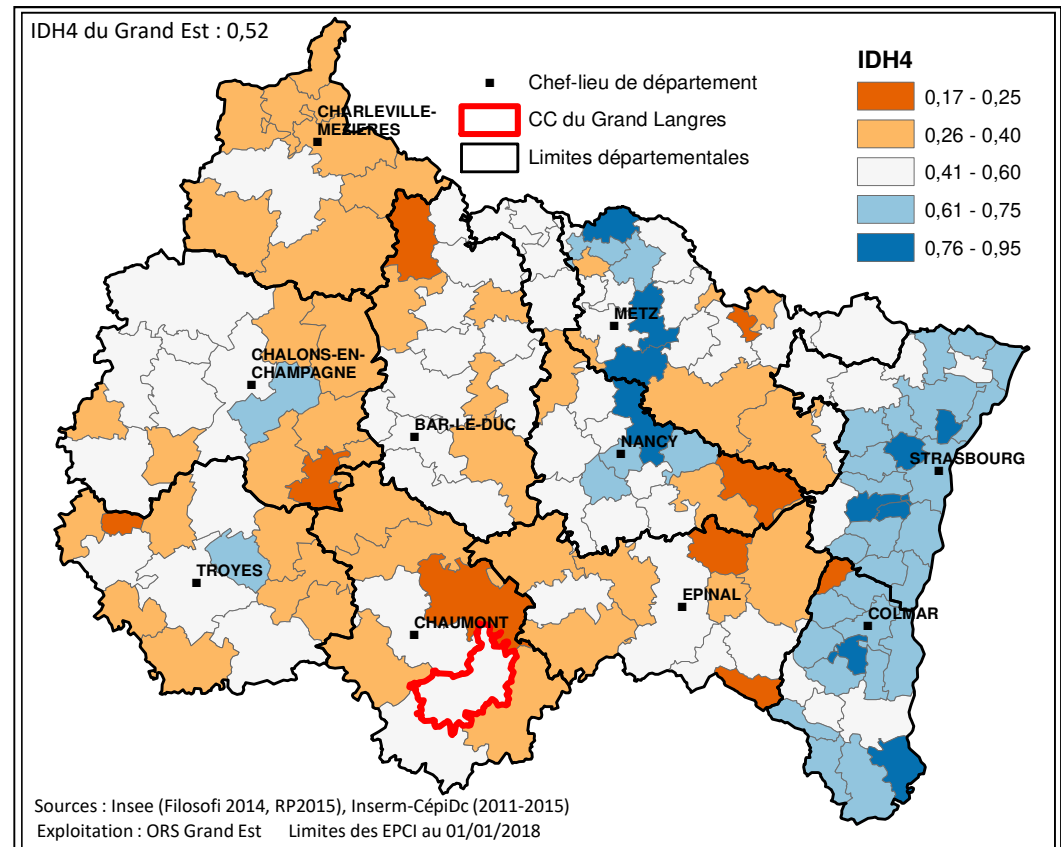 IDH4 du Grand Est : 0,52
IDH4
Chef-lieu de département
CC du Grand Langres
Limites départementales
0,17 - 0,25
0,26 - 0,40
0,41 - 0,60
0,61 - 0,75
0,76 - 0,95
CHARLEVILLE-
MEZIERES
METZ
CHALONS-EN-
CHAMPAGNE
BAR-LE-DUC
NANCY
STRASBOURG
TROYES
EPINAL
CHAUMONT
COLMAR
Sources : Insee (Filosofi 2014, RP2015), Inserm-CépiDc (2011-2015)
Exploitation : ORS Grand Est Limites des EPCI au 01/01/2018